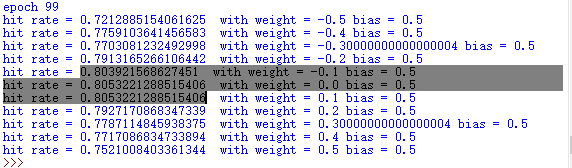 epoch 99
hit rate = 0.7212885154061625  with weight = -0.5 bias = 0.5
hit rate = 0.7759103641456583  with weight = -0.4 bias = 0.5
hit rate = 0.7703081232492998  with weight = -0.30000000000000004 bias = 0.5
hit rate = 0.7913165266106442  with weight = -0.2 bias = 0.5
hit rate = 0.803921568627451  with weight = -0.1 bias = 0.5
hit rate = 0.8053221288515406  with weight = 0.0 bias = 0.5
hit rate = 0.8053221288515406  with weight = 0.1 bias = 0.5
hit rate = 0.7927170868347339  with weight = 0.2 bias = 0.5
hit rate = 0.7787114845938375  with weight = 0.30000000000000004 bias = 0.5
hit rate = 0.7717086834733894  with weight = 0.4 bias = 0.5
hit rate = 0.7521008403361344  with weight = 0.5 bias = 0.5
>>>